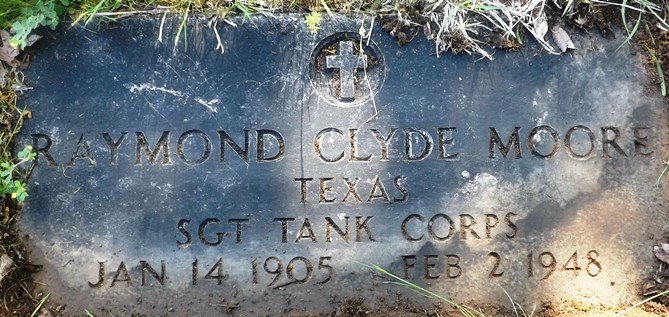 RAYMOND CLYDE MOORE
TEXAS
SGT TANK CORPS
JAN 14 1905 FEB 2 1948